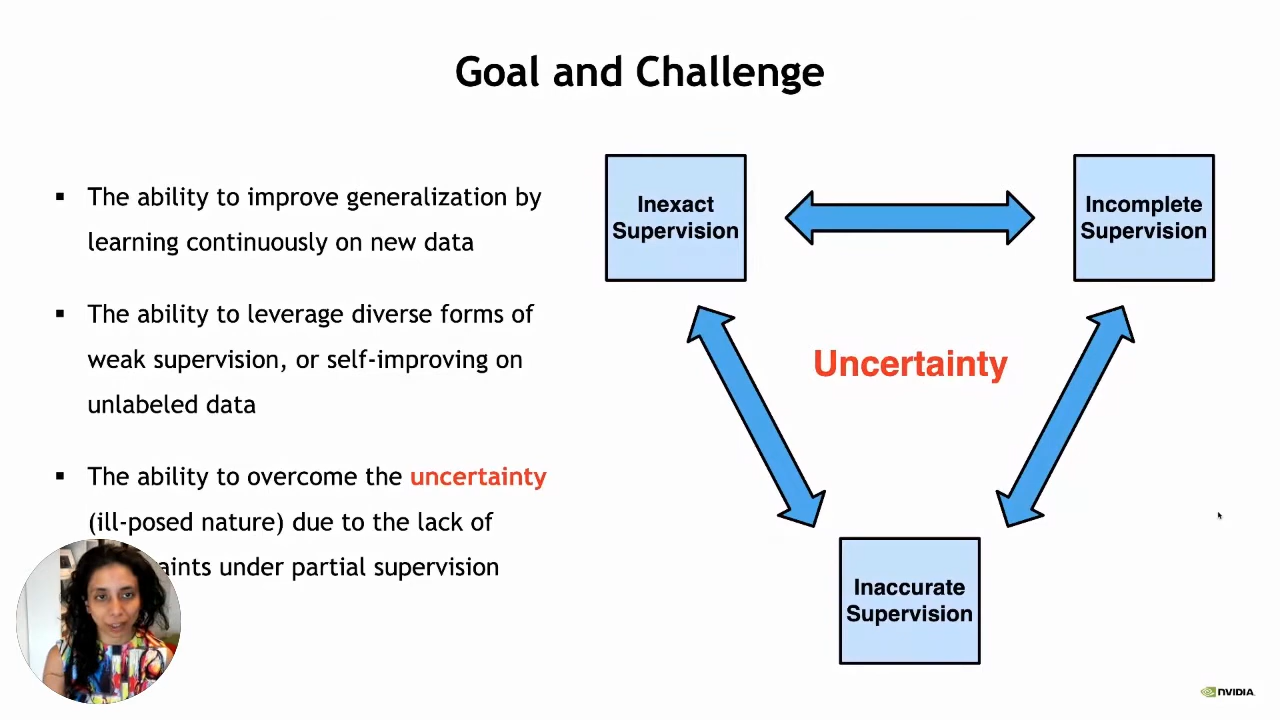 Goal and Challenge
▪ The ability to improve generalization by
learning continuously on new data
▪ The ability to leverage diverse forms of
weak supervision, or self-improving on
unlabeled data
▪ The ability to overcome the uncertainty
(ill-posed nature) due to the lack of
aints under partial supervision
Inexact
Supervision
Incomplete
Supervision
Uncertainty
Inaccurate
Supervision
NVIDIA